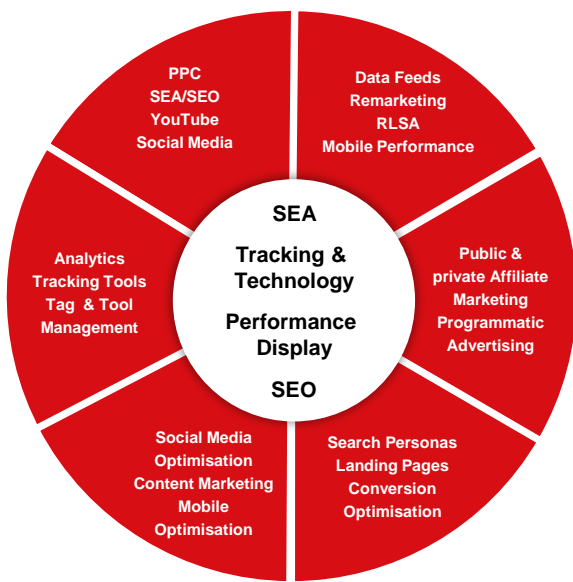 PPC
SEA/SEO
YouTube
Social Media
Data Feeds
Remarketing
RLSA
Mobile Performance
Analytics
Tracking Tools
Tag & Tool
Management
SEA
Tracking &
Technology
Performance
Display
SEO
Public &
private Affiliate
Marketing
Programmatic
Advertising
Social Media
Optimisation
Content Marketing
Mobile
Optimisation
Search Personas
Landing Pages
Conversion
Optimisation